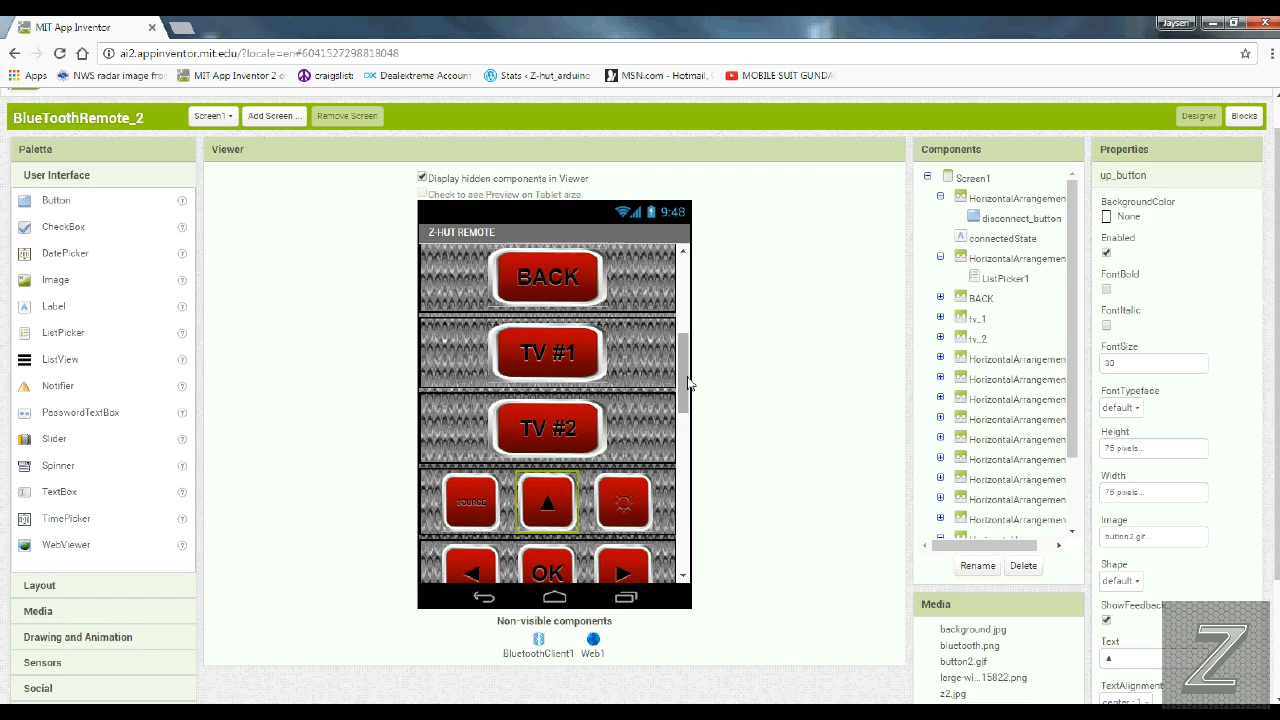 MIT App Inventor
Jaysen
ai2.appinventor.mit.edu/?locale=en#6041527298818048
Apps NWS radar image from MIT App Inventor 2 o craigslist: Dealextreme Account Stats ‹ Z-hut_arduino MSN.com - Hotmail, MOBILE SUIT GUNDA
BlueToothRemote_2 Screen1 Add Screen ... Remove Screen Designer Blocks
Palette
User Interface
Button
CheckBox
DatePicker
Image
Label
ListPicker
ListView
Notifier
PasswordTextBox
Slider
Spinner
TextBox
TimePicker
WebViewer
Layout
Media
Drawing and Animation
Sensors
Social
Viewer
Display hidden components in Viewer
Check to see Preview on Tablet size.
9:48
Z-HUT REMOTE
BACK
TV #1
TV #2
SOURCE ▲
◀ OK ▶
Non-visible components
BluetoothClient1 Web1
Components
Screen1
HorizontalArrangemen
diaconnect_button
connectedState
HorizontalArrangemen
ListPicker1
BACK
tv_1
tv_2
HorizontalArrangemen
HorizontalArrangemen
HorizontalArrangemen
HorizontalArrangemen
HorizontalArrangemen
HorizontalArrangemen
HorizontalArrangemen
HorizontalArrangemen
HorizontalArrangemen
Rename Delete
Media
background.jpg
bluetooth.png
button2.gif
large-wi...15822.png
z2.jpg
Properties
up_button
BackgroundColor
None
Enabled
FontBold
FontItalic
FontSize
30
FontTypeface
default
Height
75 pixels...
Width
75 pixels...
Image
button2.gif...
Shape
default
ShowFeedback
Text
▲
TextAlignment
center : 1
Z